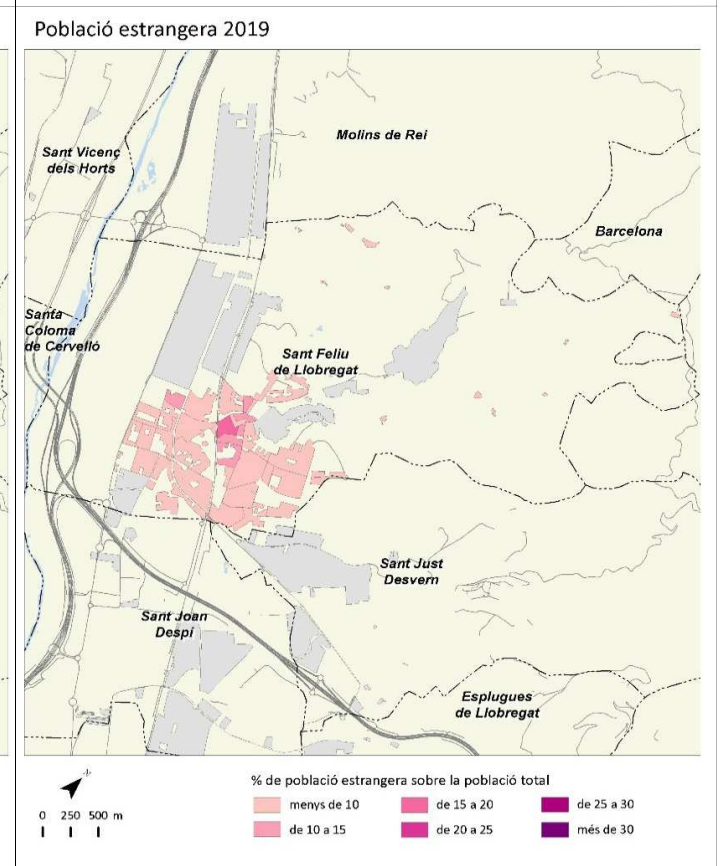 Població estrangera 2019
Molins de Rei
Sant Vicenç
dels Horts
Barcelona
Santa
Coloma
de Cervelló
Sant Feliu
de Llobregat
Sant Just
Desvern
Sant Joan
Despí
Esplugues
de Llobregat
% de població estrangera sobre la població total
menys de 10
de 15 a 20
de 25 a 30
de 10 a 15
de 20 a 25
més de 30
0 250 500 m